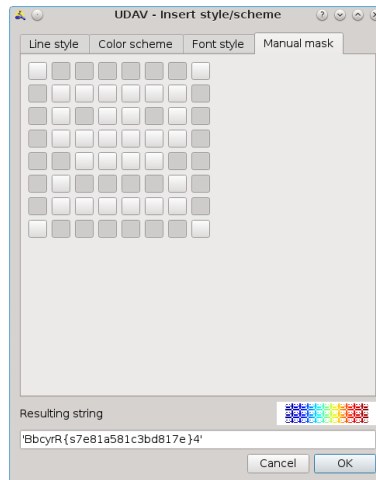 UDAV - Insert style/scheme
Line style Color scheme Font style Manual mask
Resulting string
'BbcyrR{s7e81a581c3bd817e}4'
Cancel OK